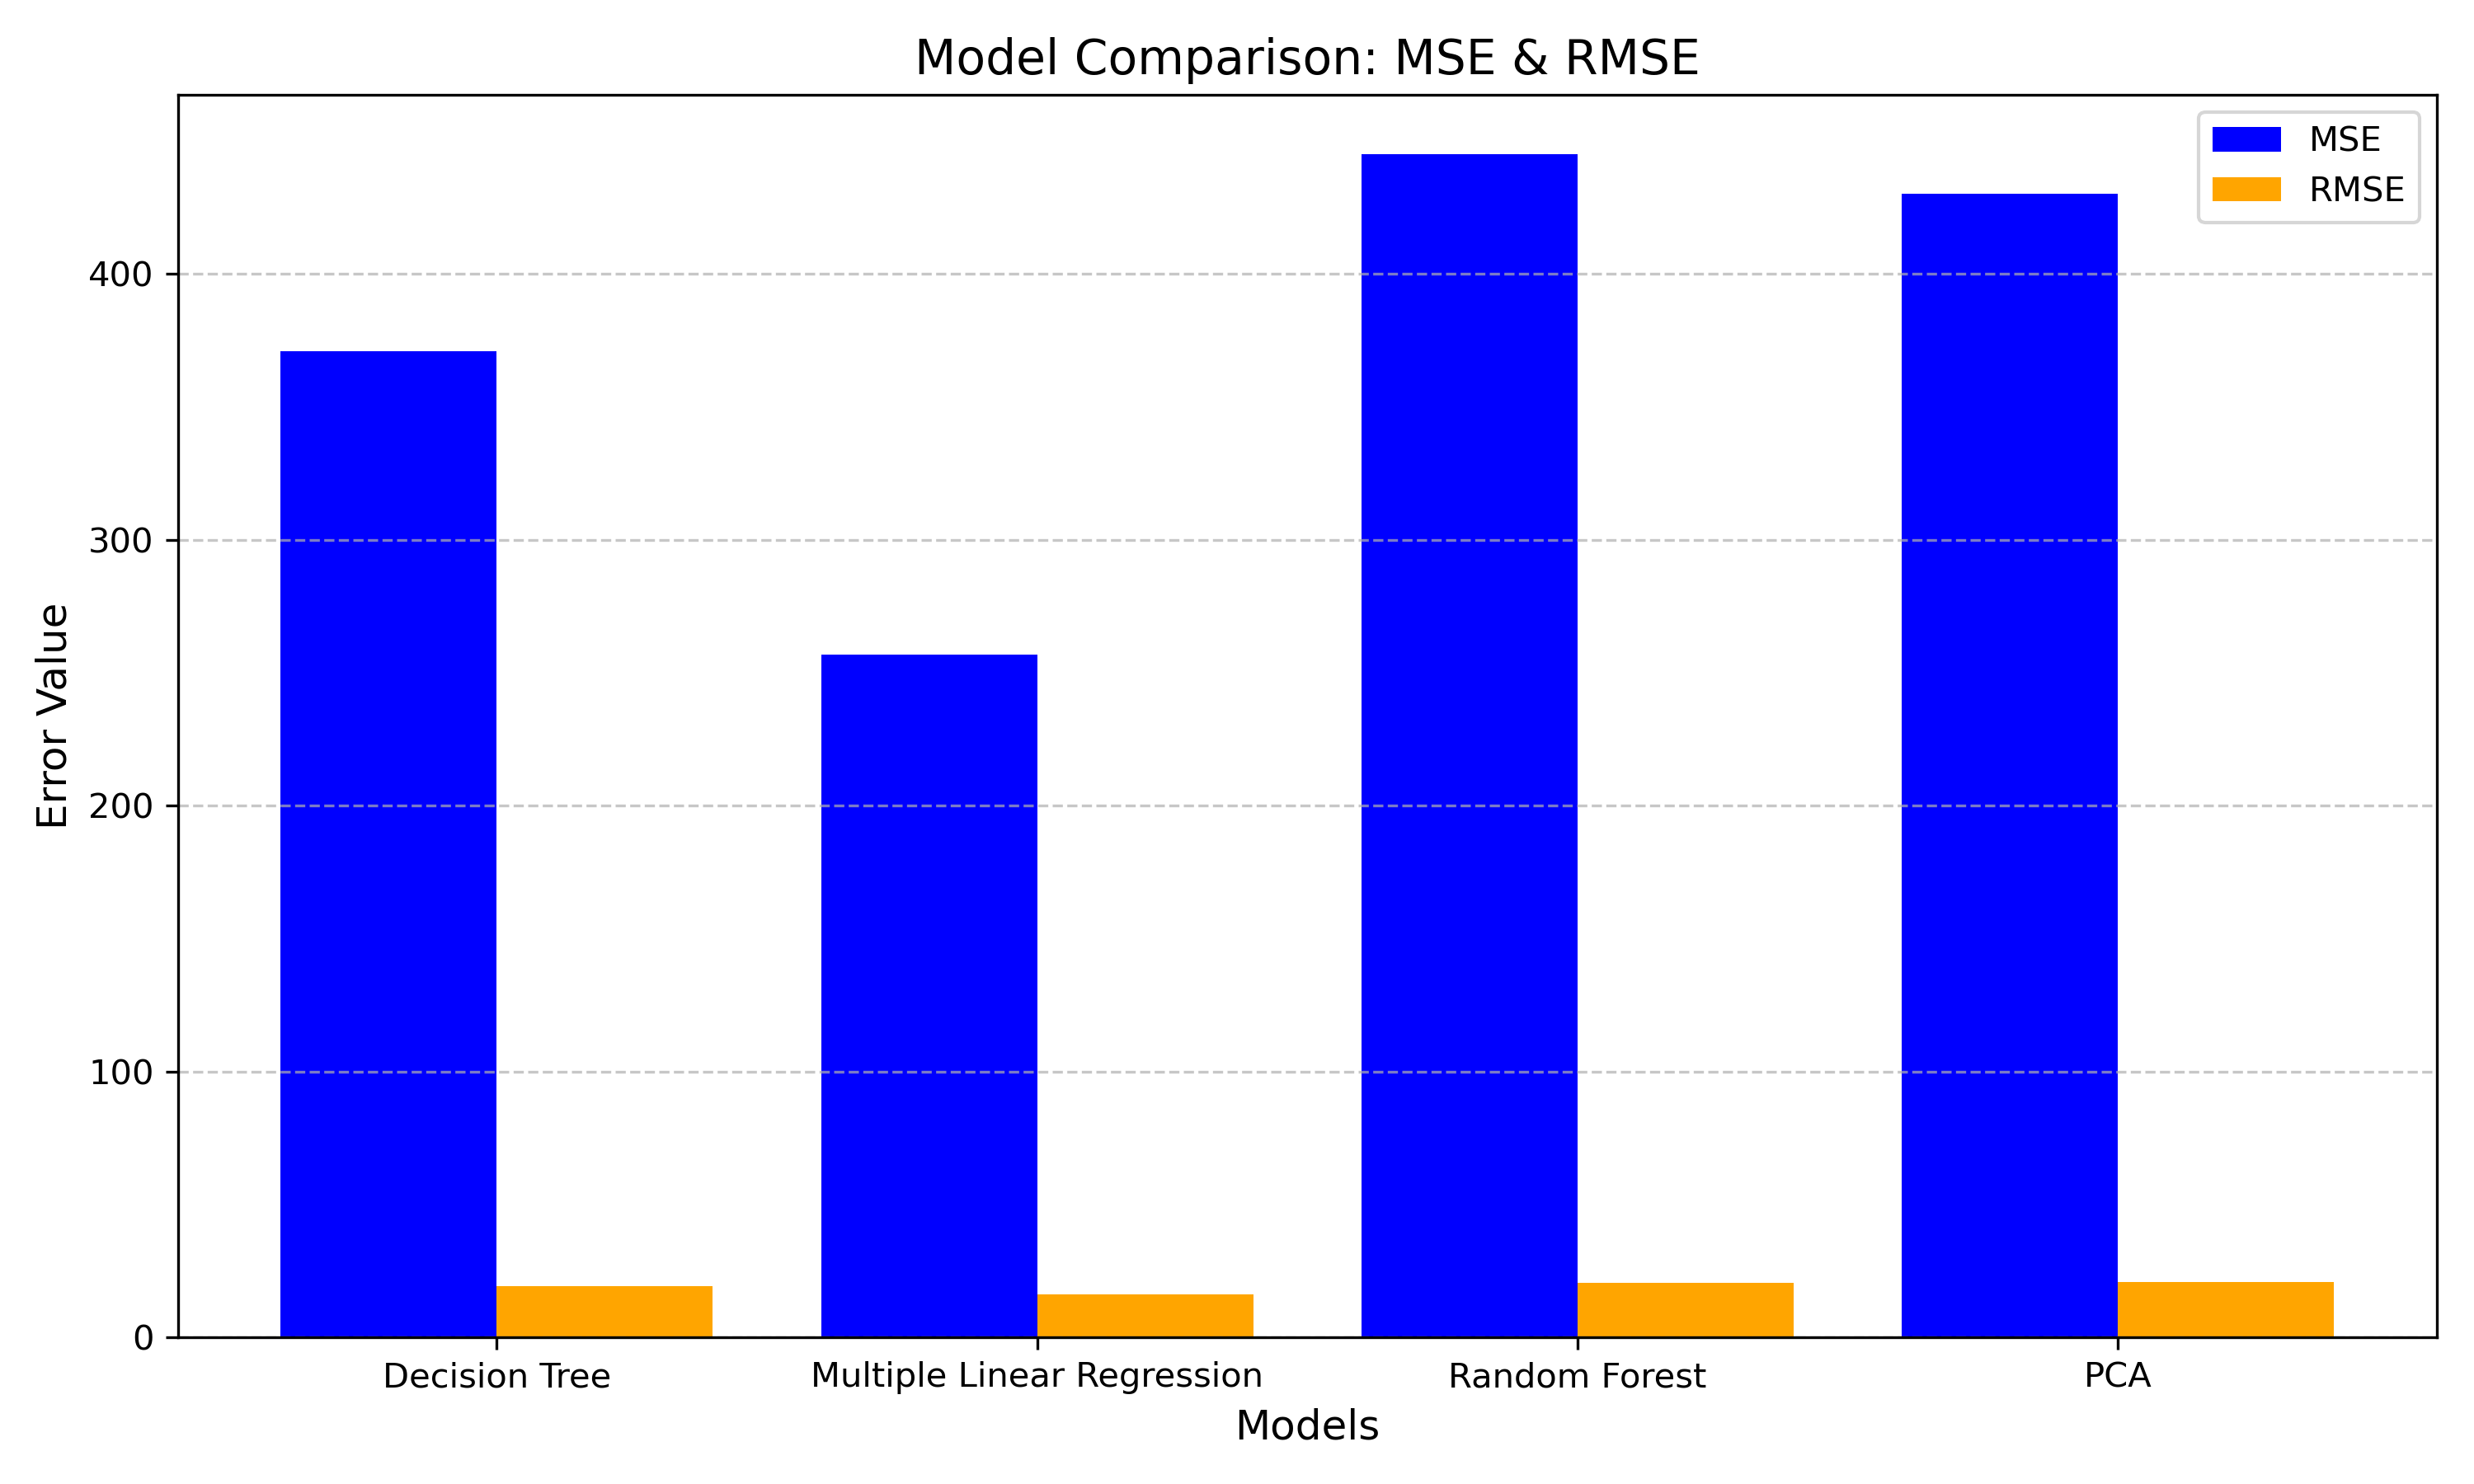 Model Comparison: MSE & RMSE
MSE
RMSE
Error Value
400
300
200
100
0
Decision Tree
Multiple Linear Regression
Random Forest
PCA
Models